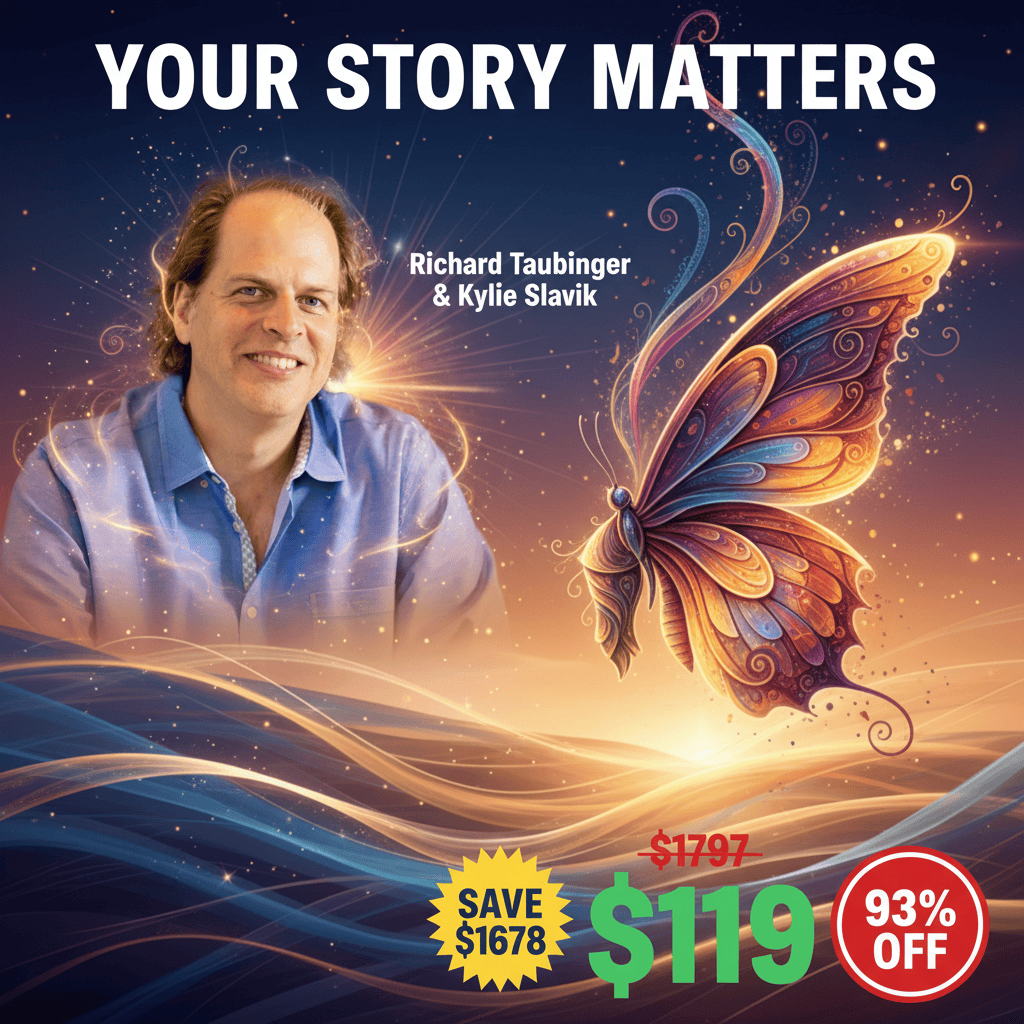 YOUR STORY MATTERS
Richard Taubinger
& Kylie Slavik
$1797
SAVE
$1678
$119
93%
OFF